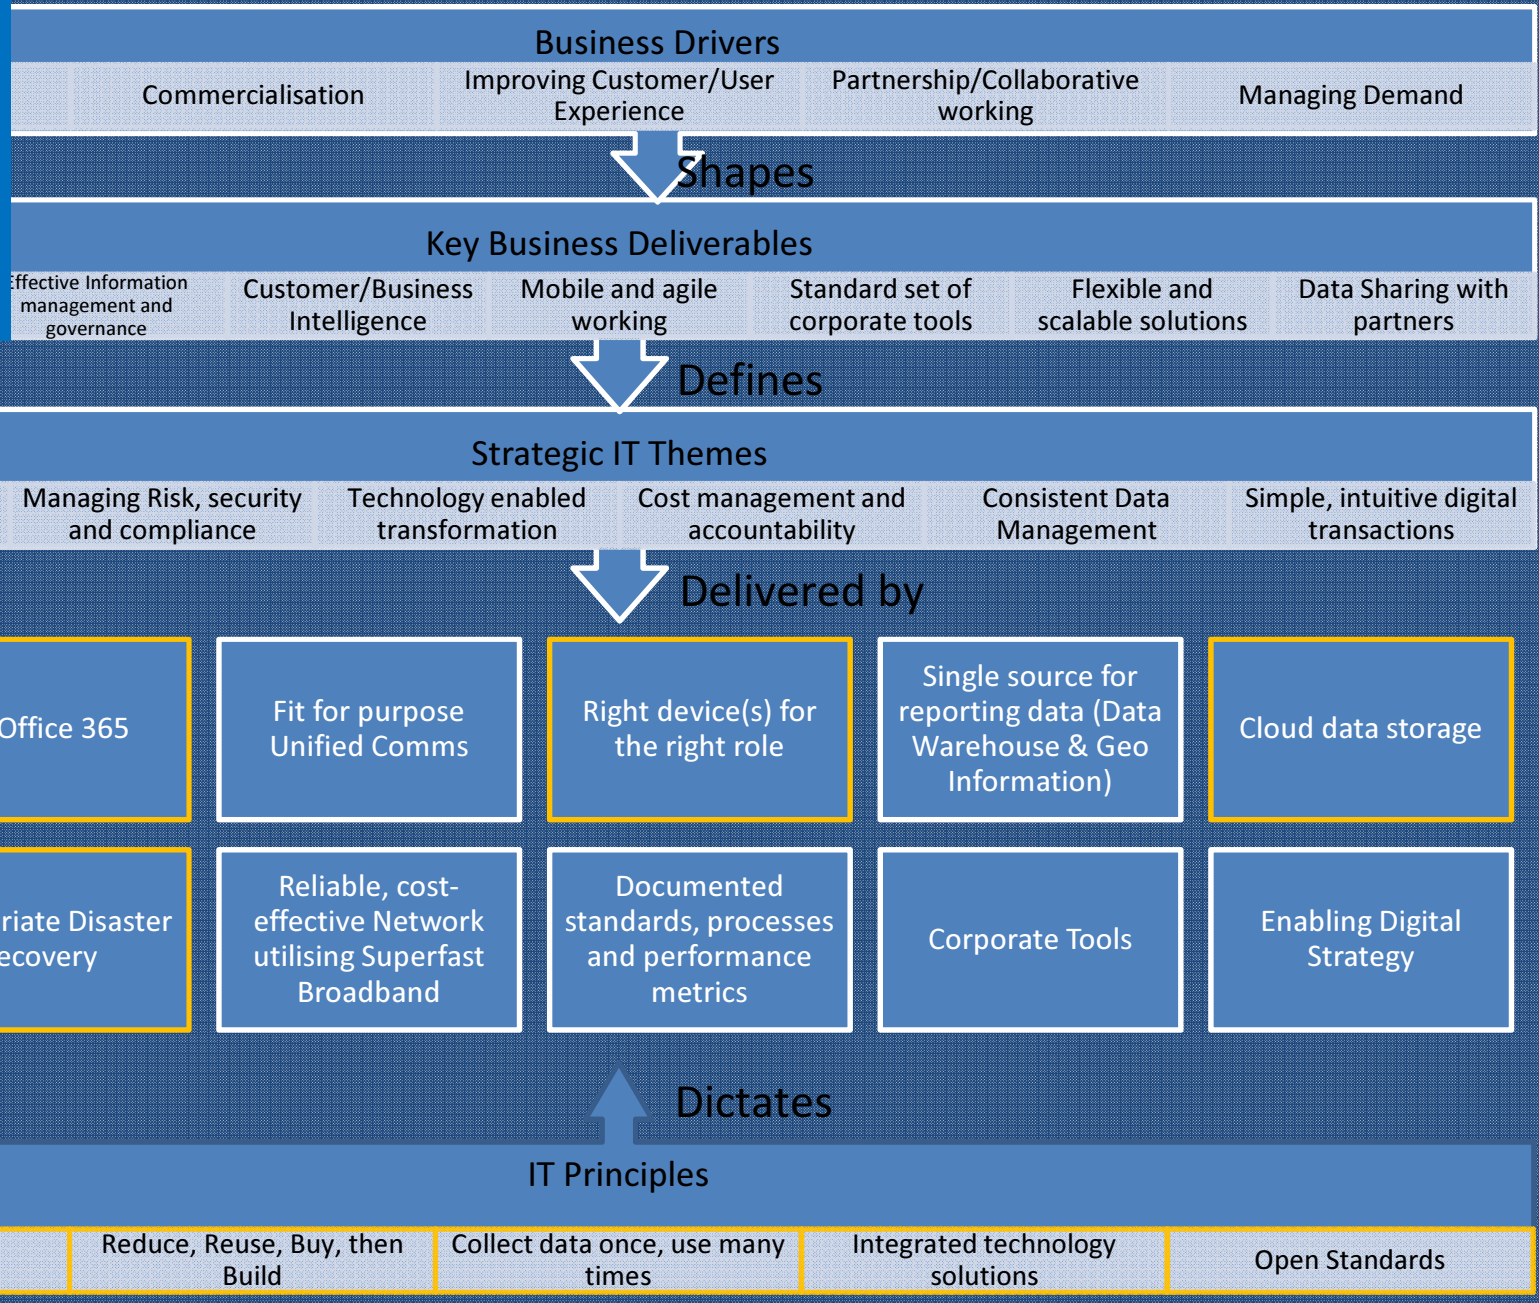 Business Drivers
Commercialisation
Improving Customer/User
Experience
Partnership/Collaborative
working
Managing Demand
Shapes
Key Business Deliverables
Effective Information
management and
governance
Customer/Business
Intelligence
Mobile and agile
working
Standard set of
corporate tools
Flexible and
scalable solutions
Data Sharing with
partners
Defines
Strategic IT Themes
Managing Risk, security
and compliance
Technology enabled
transformation
Cost management and
accountability
Consistent Data
Management
Simple, intuitive digital
transactions
Delivered by
Office 365
Fit for purpose
Unified Comms
Right device(s) for
the right role
Single source for
reporting data (Data
Warehouse & Geo
Information)
Cloud data storage
riate Disaster
ecovery
Reliable, cost-
effective Network
utilising Superfast
Broadband
Documented
standards, processes
and performance
metrics
Corporate Tools
Enabling Digital
Strategy
Dictates
IT Principles
Reduce, Reuse, Buy, then
Build
Collect data once, use many
times
Integrated technology
solutions
Open Standards